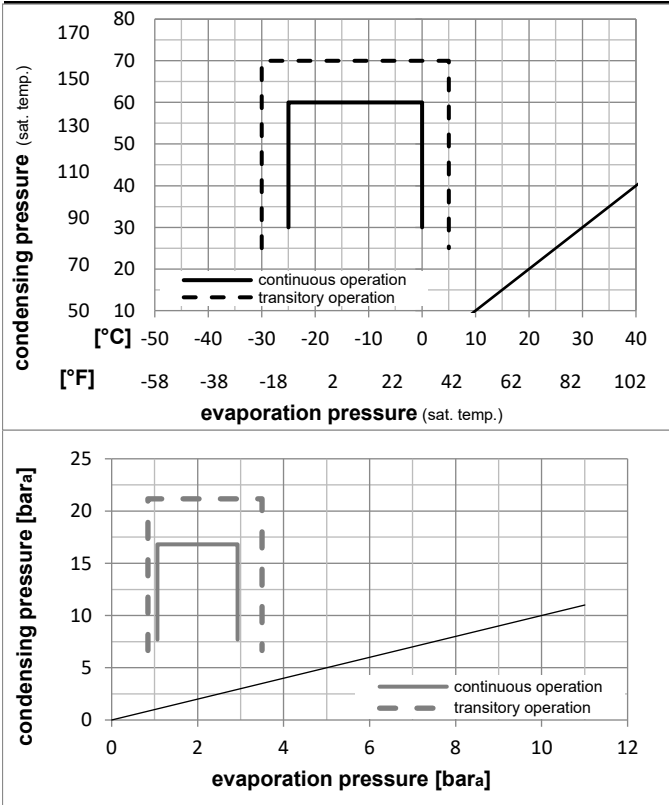 condensing pressure (sat. temp.)
170 80
70
150
60
130
50
110
40
90
30
70
20
50 10
continuous operation
transitory operation
[°C] -50 -40 -30 -20 -10 0 10 20 30 40
[°F] -58 -38 -18 2 22 42 62 82 102
evaporation pressure (sat. temp.)
condensing pressure [bara]
25
20
15
10
5
0
continuous operation
transitory operation
0 2 4 6 8 10 12
evaporation pressure [bara]